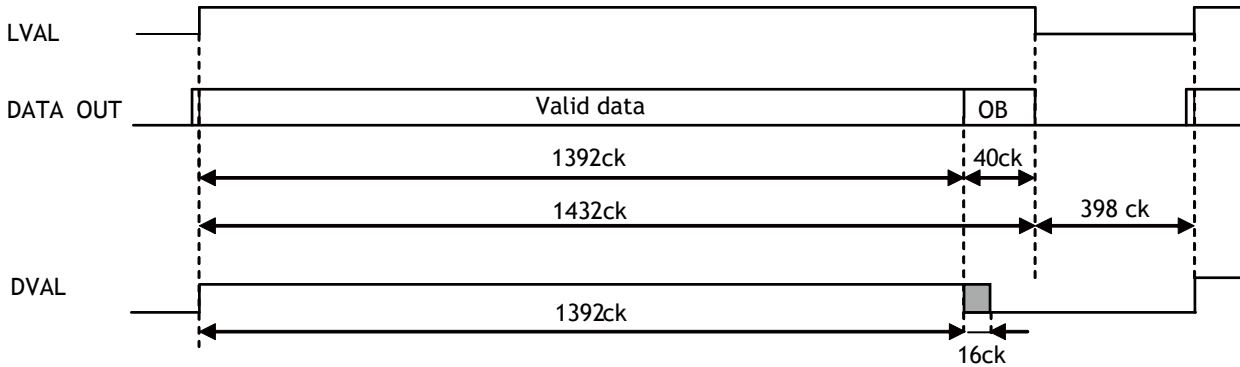 LVAL
DATA OUT
Valid data
OB
1392ck
40ck
1432ck
398 ck
DVAL
1392ck
16ck